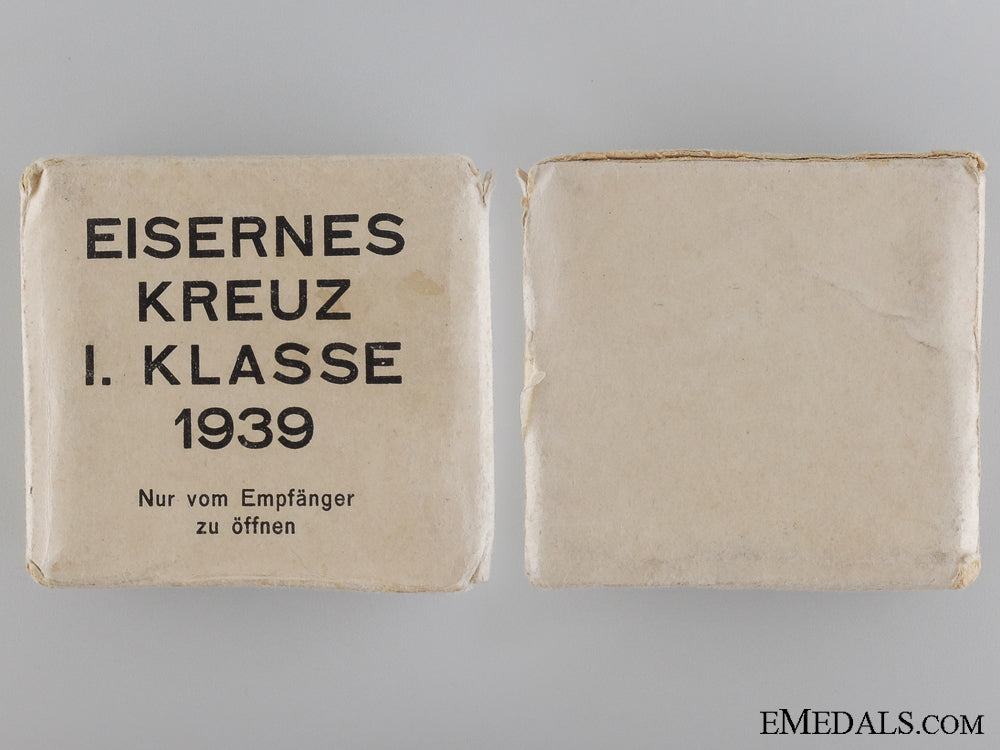 EISERNES
KREUZ
I. KLASSE
1939
Nur vom Empfänger
zu öffnen
EMEDALS.COM